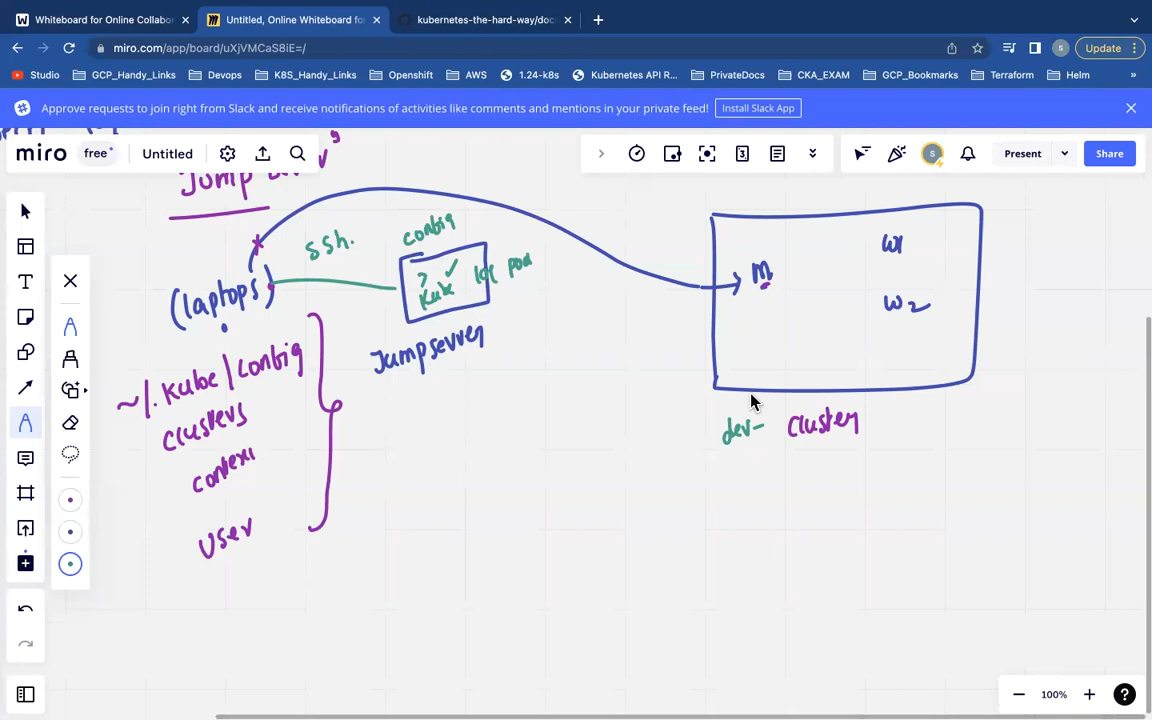 Whiteboard for Online Collabo
Untitled, Online Whiteboard fo
kubernetes-the-hard-way/doc
miro.com/app/board/uXjVMCaS8iE=/
S
Update
Studio
GCP_Handy_Links
Devops
K8S_Handy_Links
Openshift
AWS
1.24-k8s
Kubernetes API R...
PrivateDocs
CKA_EXAM
GCP_Bookmarks
Terraform
Helm
»
Approve requests to join right from Slack and receive notifications of activities like comments and mentions in your private feed!
Install Slack App
miro
free
Untitled
S
Present
Share
Jump
ssh.
config
(laptops)
? ✓
Kube
Jumpserver
m
W1
W2
~/.Kube/config
clusters
context
user
dev- cluster
100%